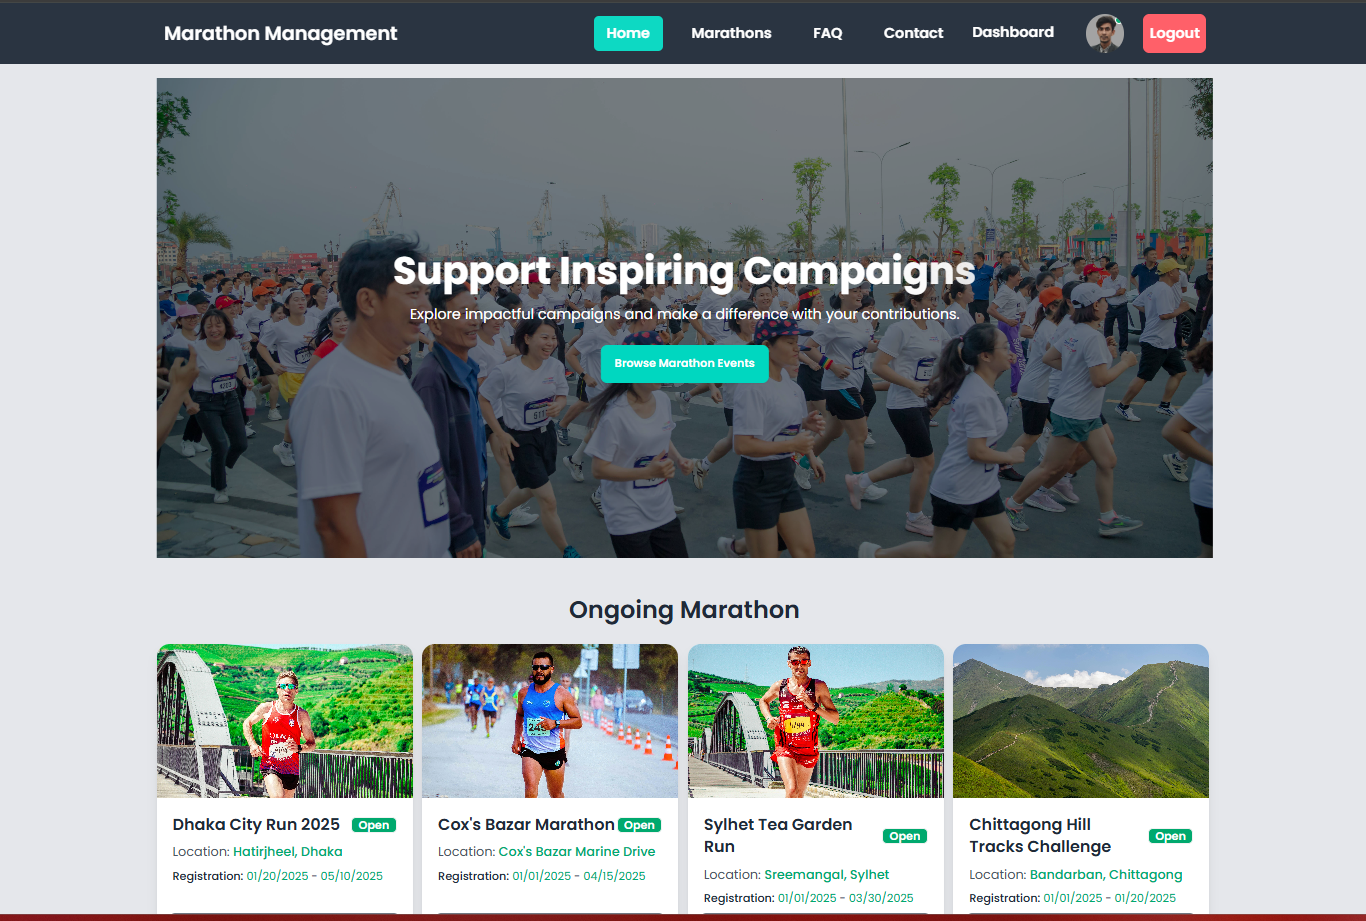 Marathon Management
Home
Marathons
FAQ
Contact
Dashboard
Logout
Support Inspiring Campaigns
Explore impactful campaigns and make a difference with your contributions.
Browse Marathon Events
Ongoing Marathon
Dhaka City Run 2025
Open
Location: Hatirjheel, Dhaka
Registration: 01/20/2025 - 05/10/2025
Cox's Bazar Marathon
Open
Location: Cox's Bazar Marine Drive
Registration: 01/01/2025 - 04/15/2025
Sylhet Tea Garden
Run
Open
Location: Sreemangal, Sylhet
Registration: 01/01/2025 - 03/30/2025
Chittagong Hill
Tracks Challenge
Open
Location: Bandarban, Chittagong
Registration: 01/01/2025 - 01/20/2025